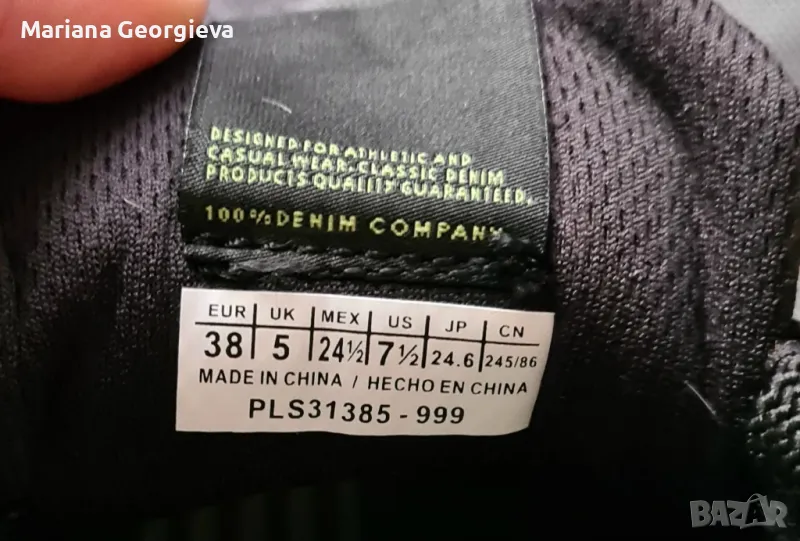 Mariana Georgieva
DESIGNED FOR ATHLETIC AND
CASUAL WEAR. CLASSIC DENIM
PRODUCTS QUALITY GUARANTEED.
100% DENIM COMPANY
EUR UK MEX US JP CN
38 5 24½ 7½ 24.6 245/86
MADE IN CHINA / HECHO EN CHINA
PLS31385 - 999
BAZAR